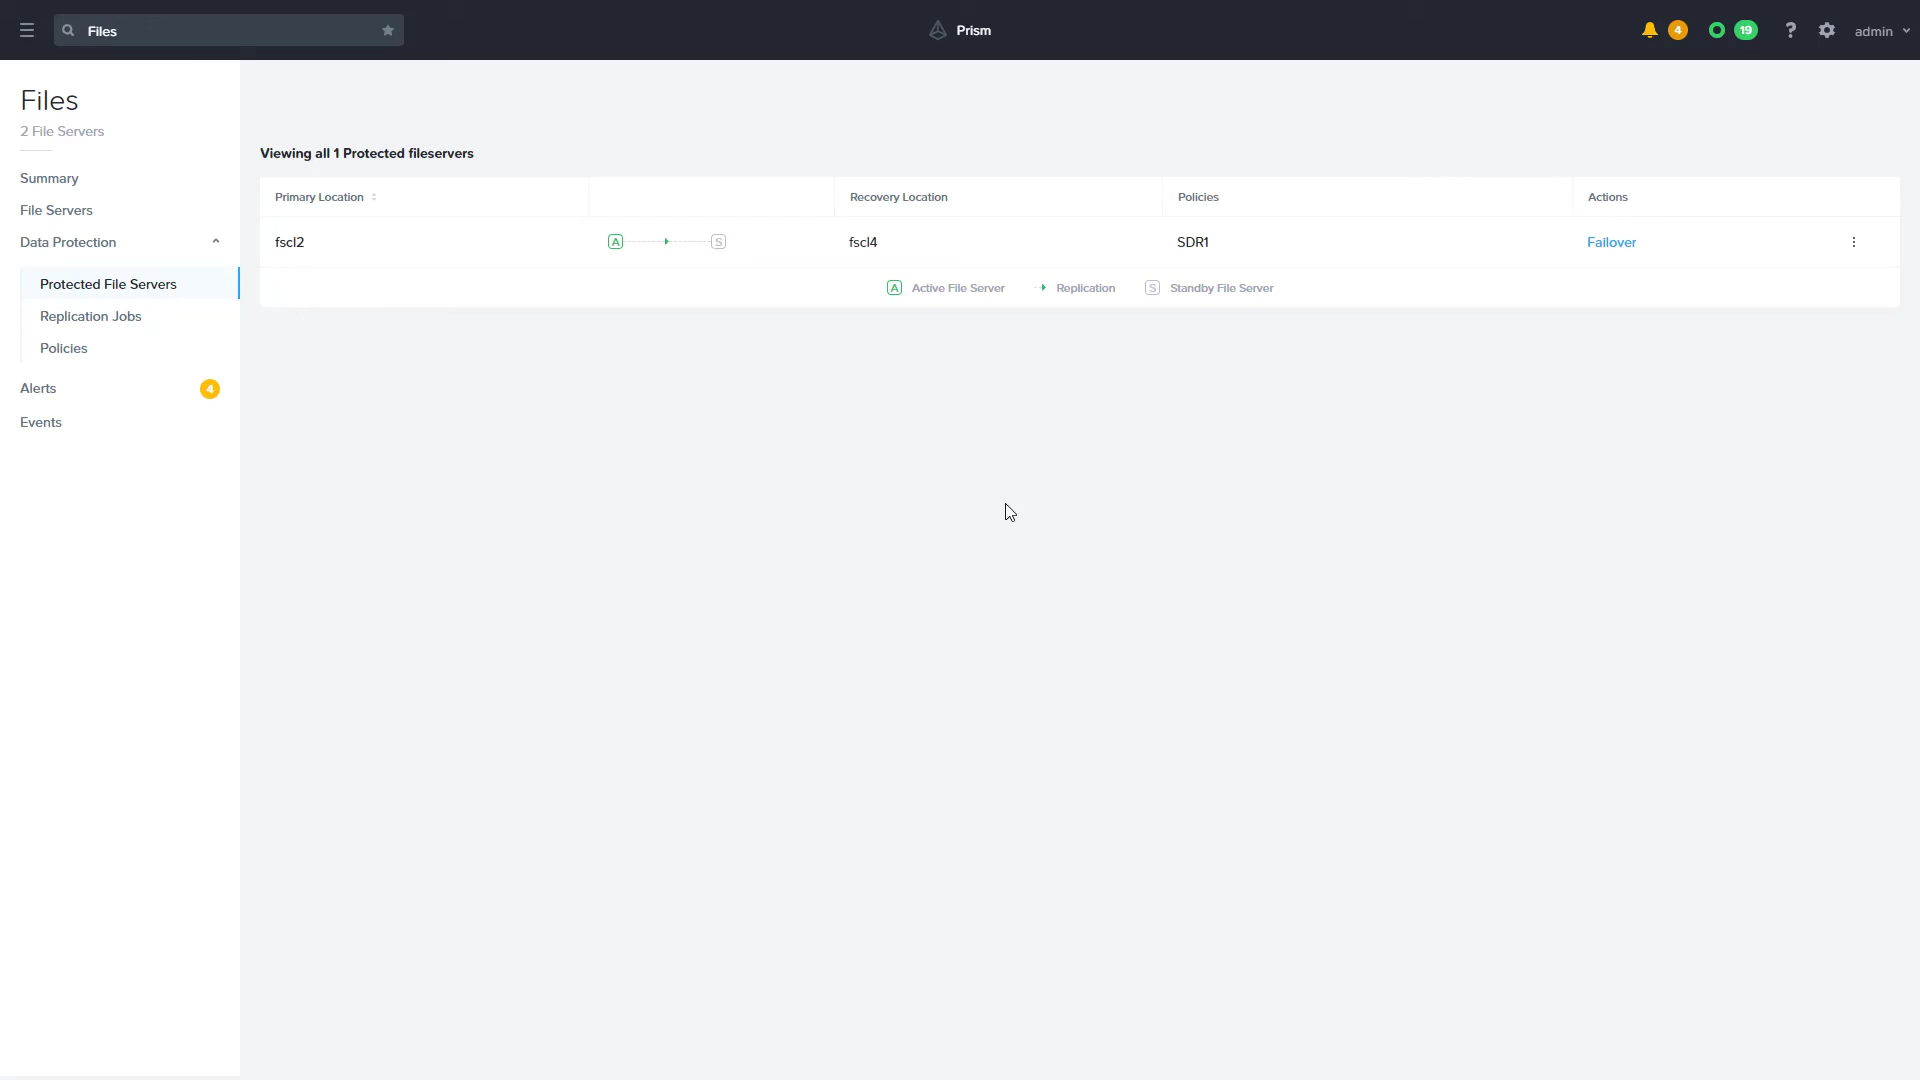 Files
Prism
4
19
?
admin
Files
2 File Servers
Summary
File Servers
Data Protection
Protected File Servers
Replication Jobs
Policies
Alerts
4
Events
Viewing all 1 Protected fileservers
Primary Location
Recovery Location
Policies
Actions
fscl2
A
S
fscl4
SDR1
Failover
A Active File Server
Replication
S Standby File Server